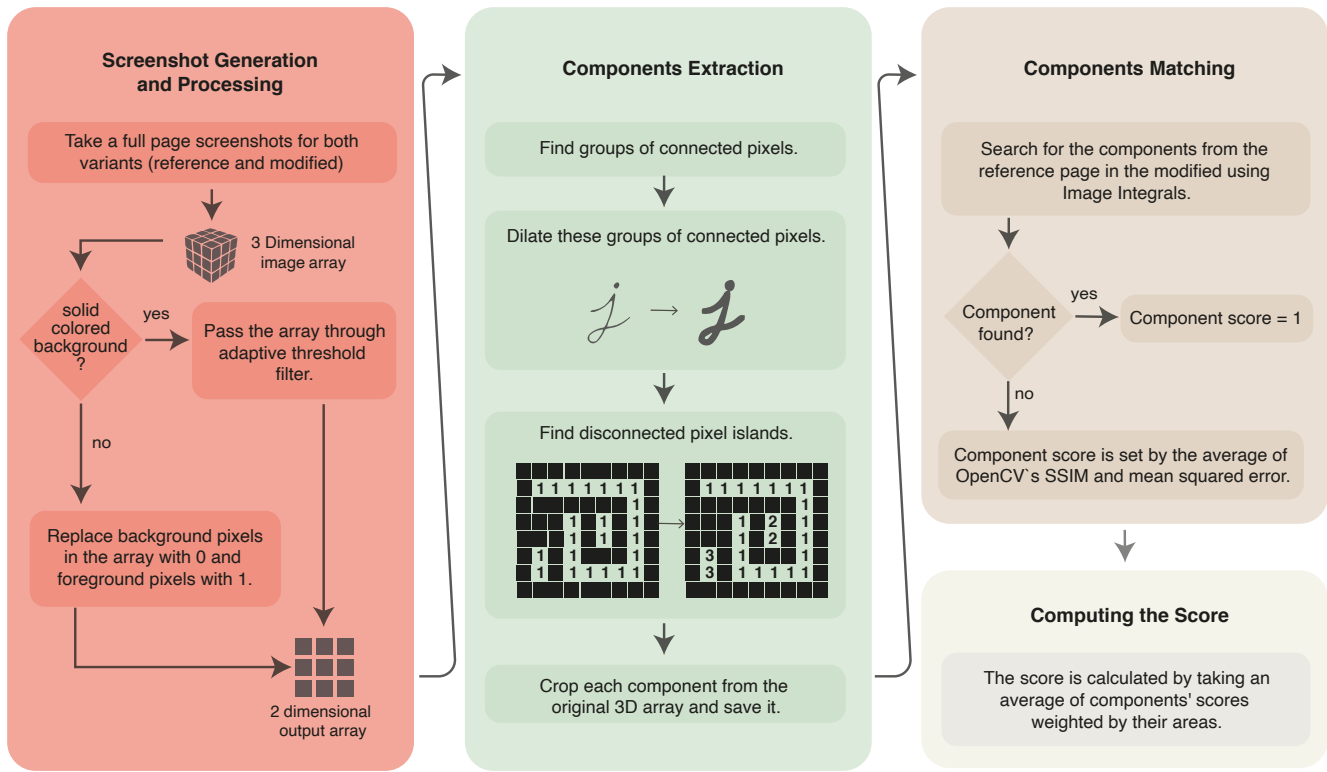 Screenshot Generation
and Processing
Take a full page screenshots for both
variants (reference and modified)
3 Dimensional
image array
solid
colored
background
?
yes
Pass the array through
adaptive threshold
filter.
no
Replace background pixels
in the array with 0 and
foreground pixels with 1.
2 dimensional
output array
Components Extraction
Find groups of connected pixels.
Dilate these groups of connected pixels.
j j
Find disconnected pixel islands.
1 1 1 1 1 1 1
1
1 1 1
1 1 1
1 1 1
1 1 1 1 1 1
1 1 1 1 1 1 1
1
1 2 1
1 2 1
3 1 1
3 1 1 1 1 1
Crop each component from the
original 3D array and save it.
Components Matching
Search for the components from the
reference page in the modified using
Image Integrals.
Component
found?
yes
Component score = 1
no
Component score is set by the average of
OpenCV`s SSIM and mean squared error.
Computing the Score
The score is calculated by taking an
average of components' scores
weighted by their areas.